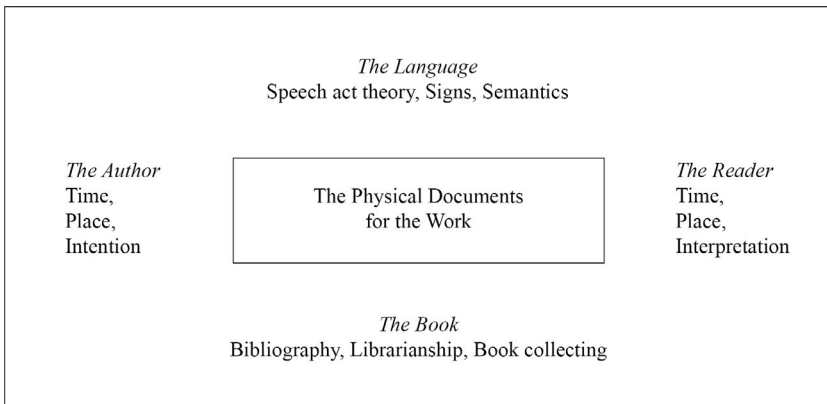 The Language
Speech act theory, Signs, Semantics
The Author
Time,
Place,
Intention
The Physical Documents
for the Work
The Reader
Time,
Place,
Interpretation
The Book
Bibliography, Librarianship, Book collecting